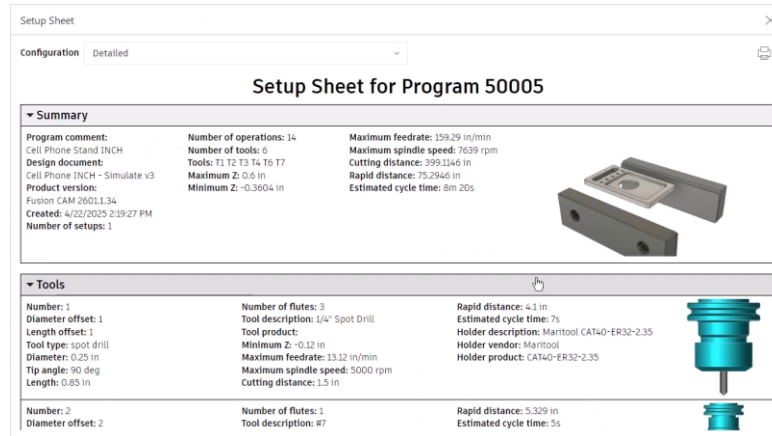 Setup Sheet
Configuration Detailed
Setup Sheet for Program 50005
Summary
Program comment:
Cell Phone Stand INCH
Design document:
Cell Phone INCH - Simulate v3
Product version:
Fusion CAM 2601.1.34
Created: 4/22/2025 2:19:27 PM
Number of setups: 1
Number of operations: 14
Number of tools: 6
Tools: T1 T2 T3 T4 T6 T7
Maximum Z: 0.6 in
Minimum Z: -0.3604 in
Maximum feedrate: 159.29 in/min
Maximum spindle speed: 7639 rpm
Cutting distance: 399.1146 in
Rapid distance: 75.2946 in
Estimated cycle time: 8m 20s
Tools
Number: 1
Diameter offset: 1
Length offset: 1
Tool type: spot drill
Diameter: 0.25 in
Tip angle: 90 deg
Length: 0.85 in
Number of flutes: 3
Tool description: 1/4" Spot Drill
Tool product:
Minimum Z: -0.12 in
Maximum feedrate: 13.12 in/min
Maximum spindle speed: 5000 rpm
Cutting distance: 1.5 in
Rapid distance: 4.1 in
Estimated cycle time: 7s
Holder description: Maritool CAT40-ER32-2.35
Holder vendor: Maritool
Holder product: CAT40-ER32-2.35
Number: 2
Diameter offset: 2
Number of flutes: 1
Tool description: #7
Rapid distance: 5.329 in
Estimated cycle time: 5s